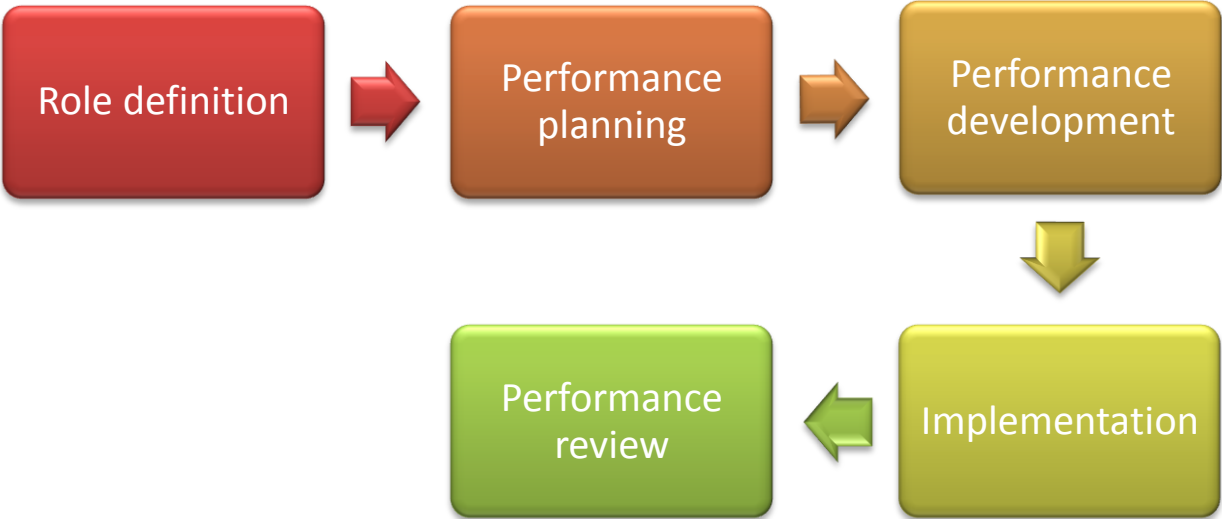 Role definition
Performance
planning
Performance
development
Implementation
Performance
review